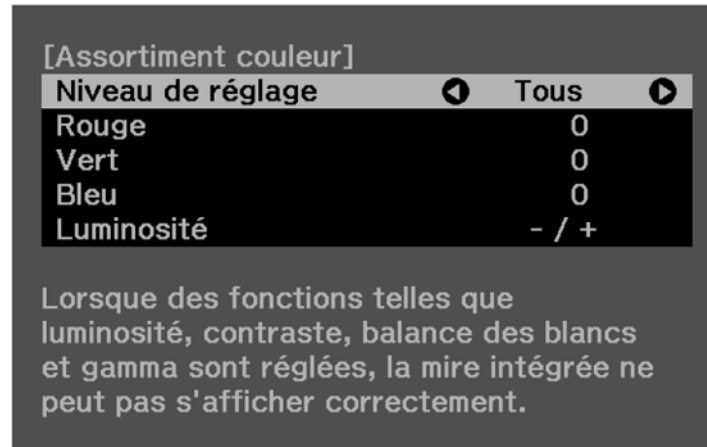 [Assortiment couleur]
Niveau de réglage Tous
Rouge 0
Vert 0
Bleu 0
Luminosité - / +
Lorsque des fonctions telles que
luminosité, contraste, balance des blancs
et gamma sont réglées, la mire intégrée ne
peut pas s'afficher correctement.